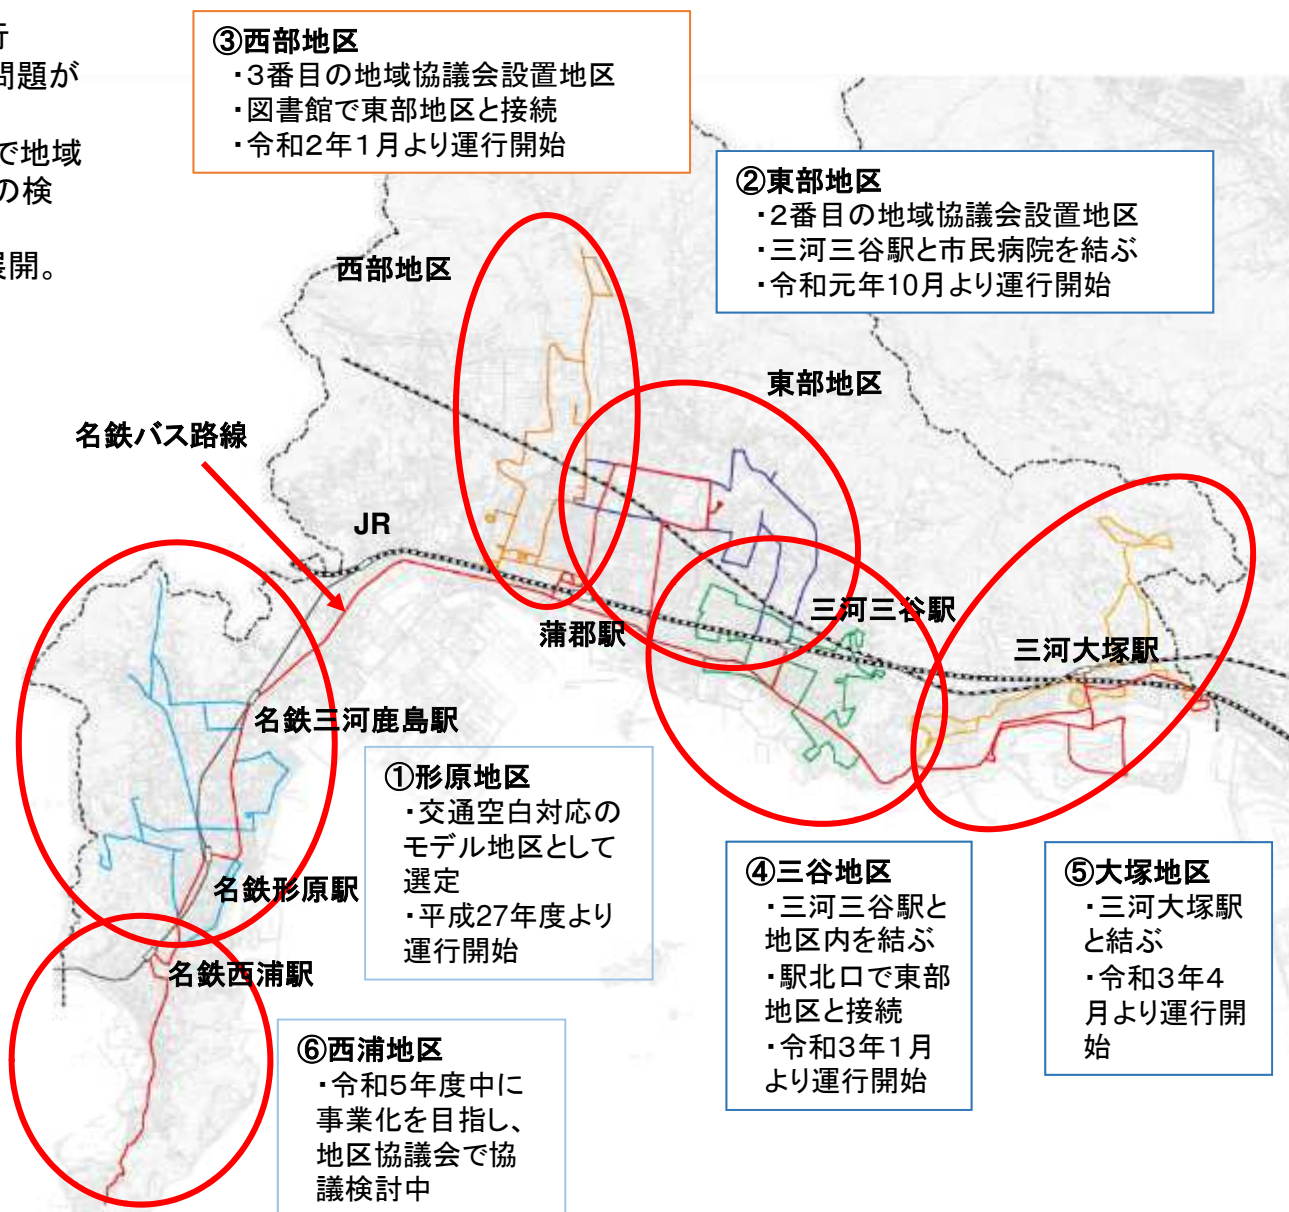 行
問題が
で地域
の検
展開。
③西部地区
・3番目の地域協議会設置地区
・図書館で東部地区と接続
・令和2年1月より運行開始
②東部地区
・2番目の地域協議会設置地区
・三河三谷駅と市民病院を結ぶ
・令和元年10月より運行開始
西部地区
東部地区
名鉄バス路線
JR
三河三谷駅
蒲郡駅
三河大塚駅
名鉄三河鹿島駅
①形原地区
・交通空白対応の
モデル地区として
選定
・平成27年度より
運行開始
名鉄形原駅
名鉄西浦駅
④三谷地区
・三河三谷駅と
地区内を結ぶ
・駅北口で東部
地区と接続
・令和3年1月
より運行開始
⑤大塚地区
・三河大塚駅
と結ぶ
・令和3年4
月より運行開
始
⑥西浦地区
・令和5年度中に
事業化を目指し、
地区協議会で協
議検討中